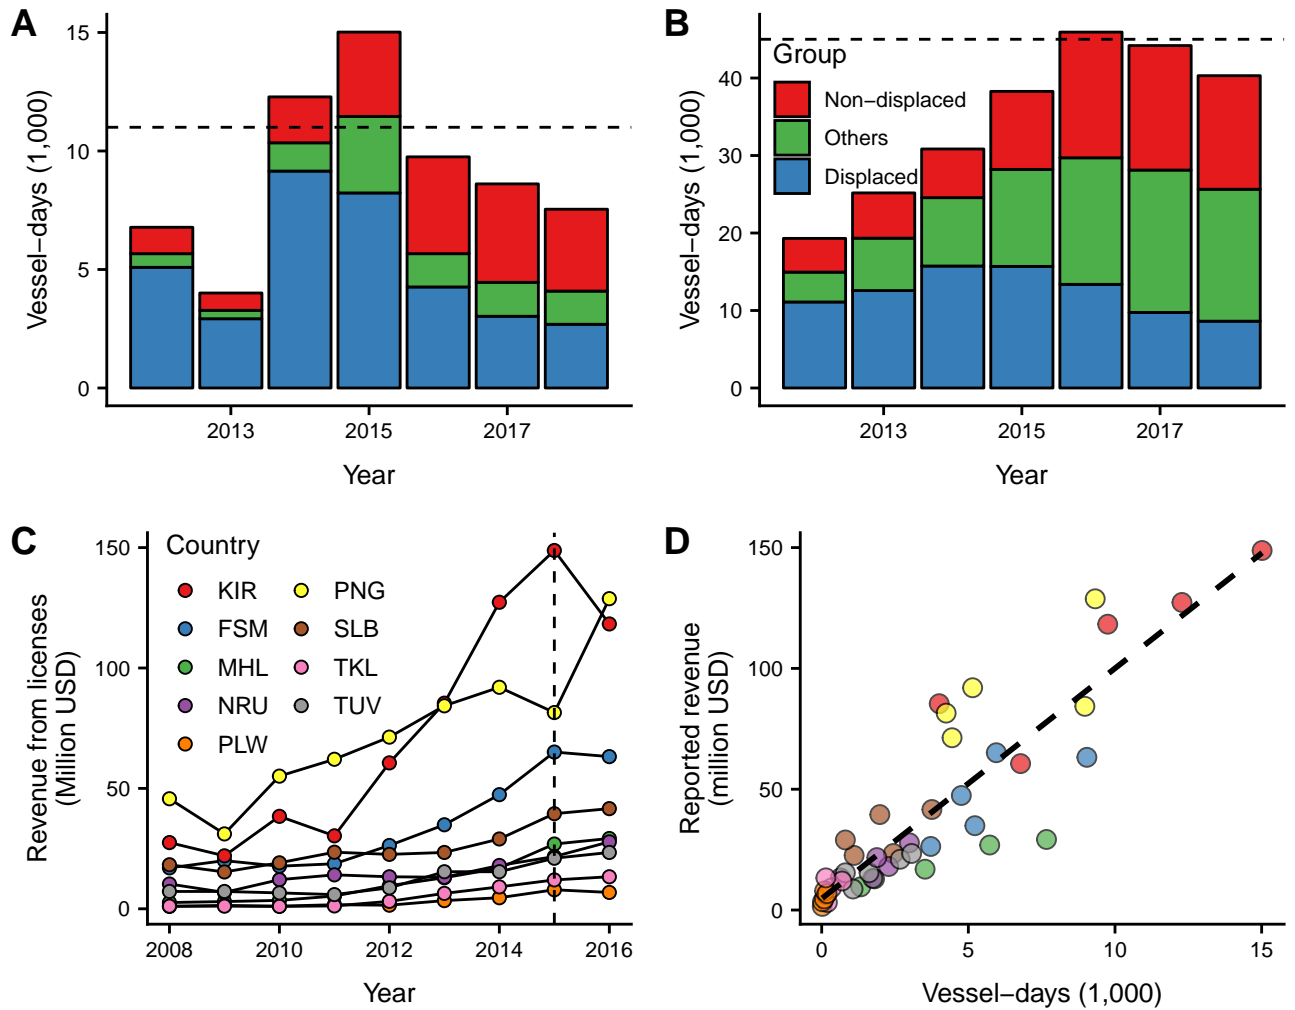 A
Vessel−days (1,000)
15
10
5
0
2013
2015
2017
Year
B
Vessel−days (1,000)
40
30
20
10
0
Group
Non−displaced
Others
Displaced
2013
2015
2017
Year
C
Revenue from licenses
(Million USD)
150
100
50
0
Country
KIR
FSM
MHL
NRU
PLW
PNG
SLB
TKL
TUV
2008
2010
2012
2014
2016
Year
D
Reported revenue
(million USD)
150
100
50
0
0
5
10
15
Vessel−days (1,000)